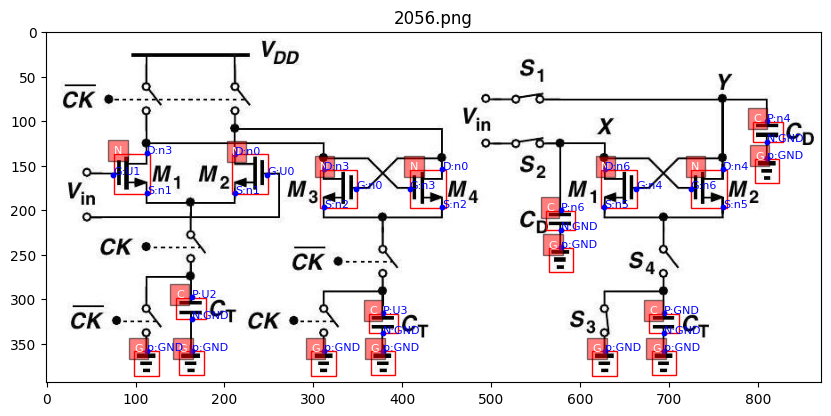 2056.png
V_DD
S_1
Y
CK
V_in
C_D
X
M_1
M_2
M_3
M_4
S_2
M_1
M_2
V_in
C_D
CK
CK
S_4
CK
C_T
CK
C_T
S_3
C_T
N
D:n3
G:U1
S:n1
N
D:n0
G:U0
S:n1
N
D:n3
G:n0
S:n2
N
D:n0
G:n3
S:n2
N
D:n6
G:n4
S:n5
N
D:n4
G:n6
S:n5
C
P:n4
N:GND
G
p:GND
C
P:n6
N:GND
G
p:GND
C
P:U2
N:GND
C
P:U3
N:GND
C
P:GND
N:GND
G
p:GND
G
p:GND
G
p:GND
G
p:GND
G
p:GND
G
p:GND
0
50
100
150
200
250
300
350
0
100
200
300
400
500
600
700
800